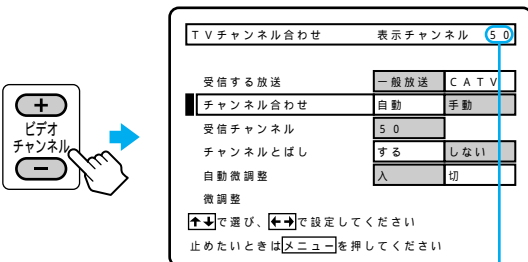 TVチャンネル合わせ 表示チャンネル 50
受信する放送 一般放送 CATV
チャンネル合わせ 自動 手動
受信チャンネル 50
チャンネルとばし する しない
自動微調整 入 切
微調整
↑↓で選び、←→で設定してください
止めたいときはメニューを押してください
+
ビデオ
チャンネル
−